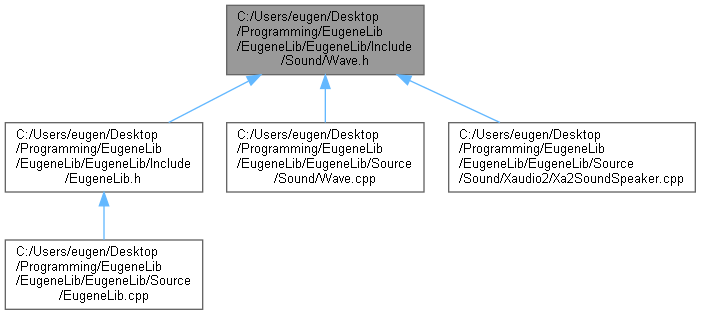 C:/Users/eugen/Desktop
/Programming/EugeneLib
/EugeneLib/EugeneLib/Include
/Sound/Wave.h
C:/Users/eugen/Desktop
/Programming/EugeneLib
/EugeneLib/EugeneLib/Include
/EugeneLib.h
C:/Users/eugen/Desktop
/Programming/EugeneLib
/EugeneLib/EugeneLib/Source
/Sound/Wave.cpp
C:/Users/eugen/Desktop
/Programming/EugeneLib
/EugeneLib/EugeneLib/Source
/Sound/Xaudio2/Xa2SoundSpeaker.cpp
C:/Users/eugen/Desktop
/Programming/EugeneLib
/EugeneLib/EugeneLib/Source
/EugeneLib.cpp